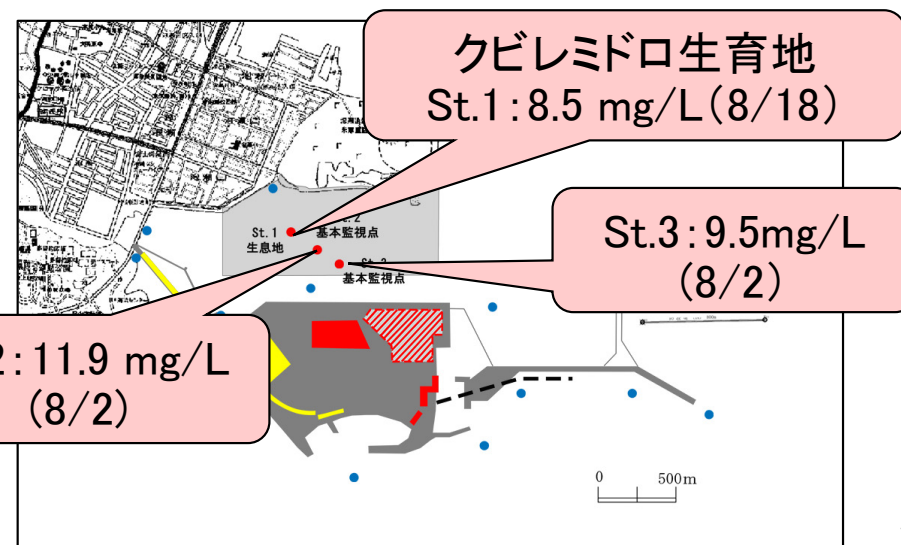 クビレミドロ生育地
St.1：8.5 mg/L(8/18)
St.1
生息地
基本監視点
St.3：9.5mg/L
(8/2)
基本監視点
2：11.9 mg/L
(8/2)
0 500m